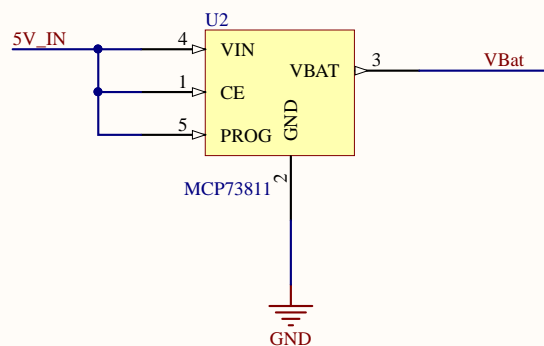 U2
5V_IN
4
VIN
3
VBat
VBAT
1
CE
GND
5
PROG
MCP73811
2
GND